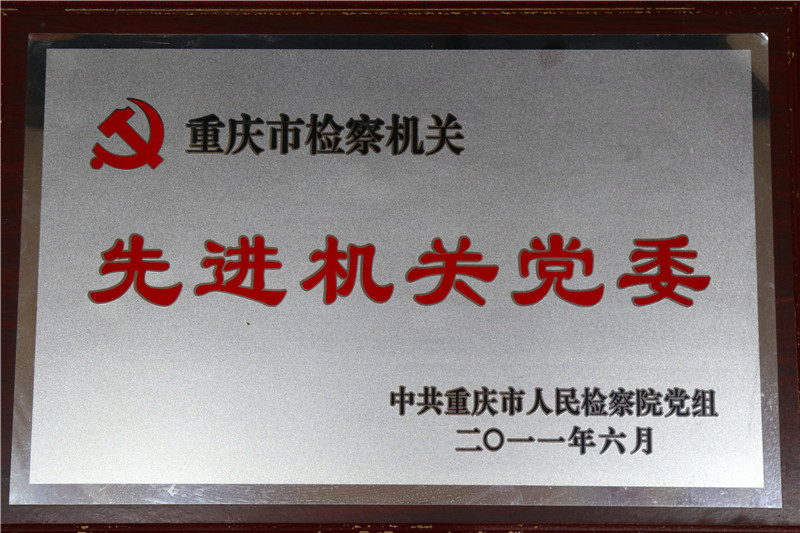 重庆市检察机关
先进机关党委
中共重庆市人民检察院党组
二〇一一年六月